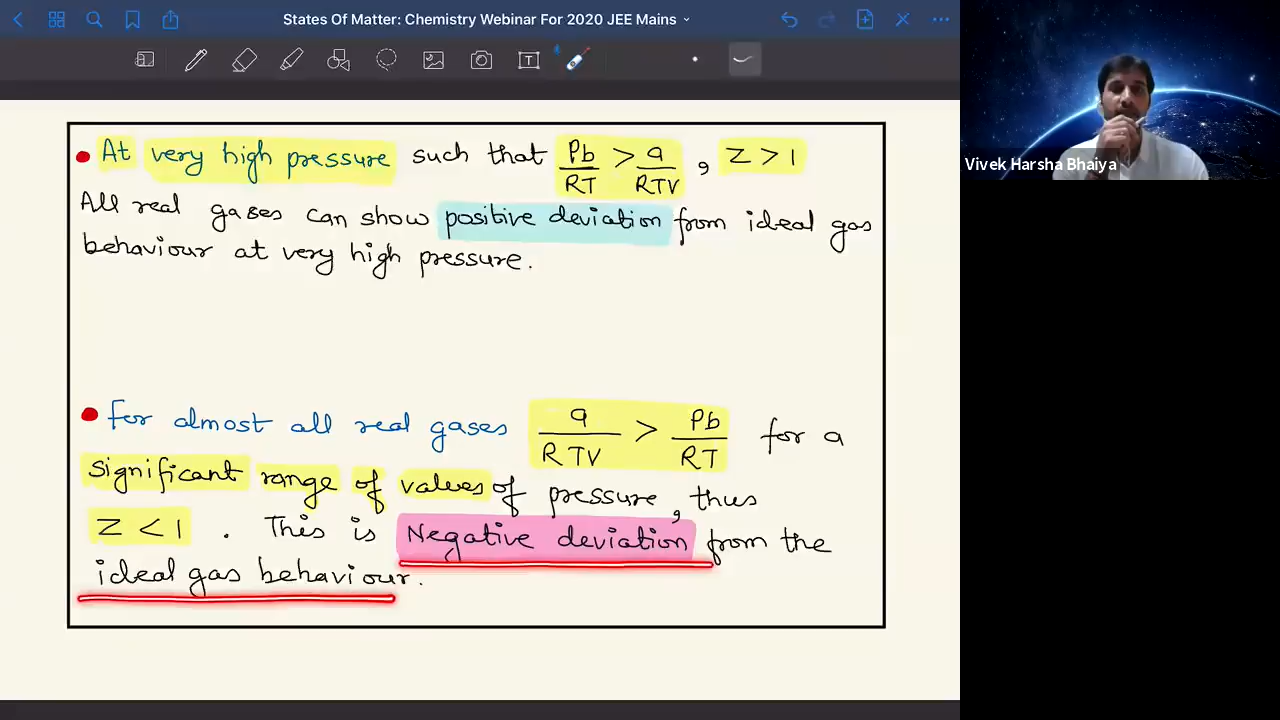 States Of Matter: Chemistry Webinar For 2020 JEE Mains
T
Vivek Harsha Bhaiya
• At very high pressure such that Pb/RT > a/RTV , Z > 1
All real gases can show positive deviation from ideal gas
behaviour at very high pressure.
• For almost all real gases a/RTV > Pb/RT for a
significant range of values of pressure, thus
Z < 1 . This is Negative deviation from the
ideal gas behaviour.